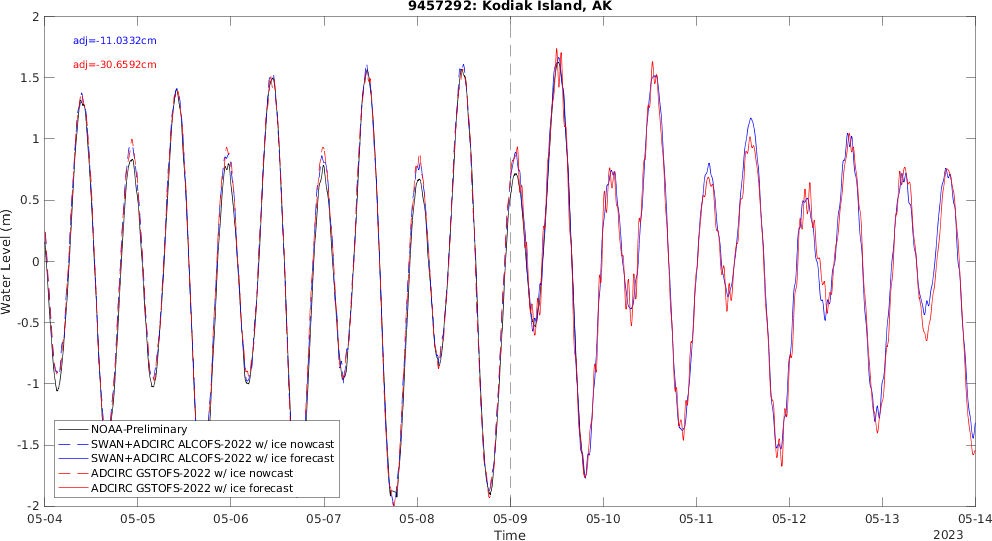 9457292: Kodiak Island, AK
adj=-11.0332cm
adj=-30.6592cm
2
1.5
1
0.5
0
-0.5
-1
-1.5
-2
Water Level (m)
NOAA-Preliminary
SWAN+ADCIRC ALCOFS-2022 w/ ice nowcast
SWAN+ADCIRC ALCOFS-2022 w/ ice forecast
ADCIRC GSTOFS-2022 w/ ice nowcast
ADCIRC GSTOFS-2022 w/ ice forecast
05-04 05-05 05-06 05-07 05-08 05-09 05-10 05-11 05-12 05-13 05-14
Time
2023